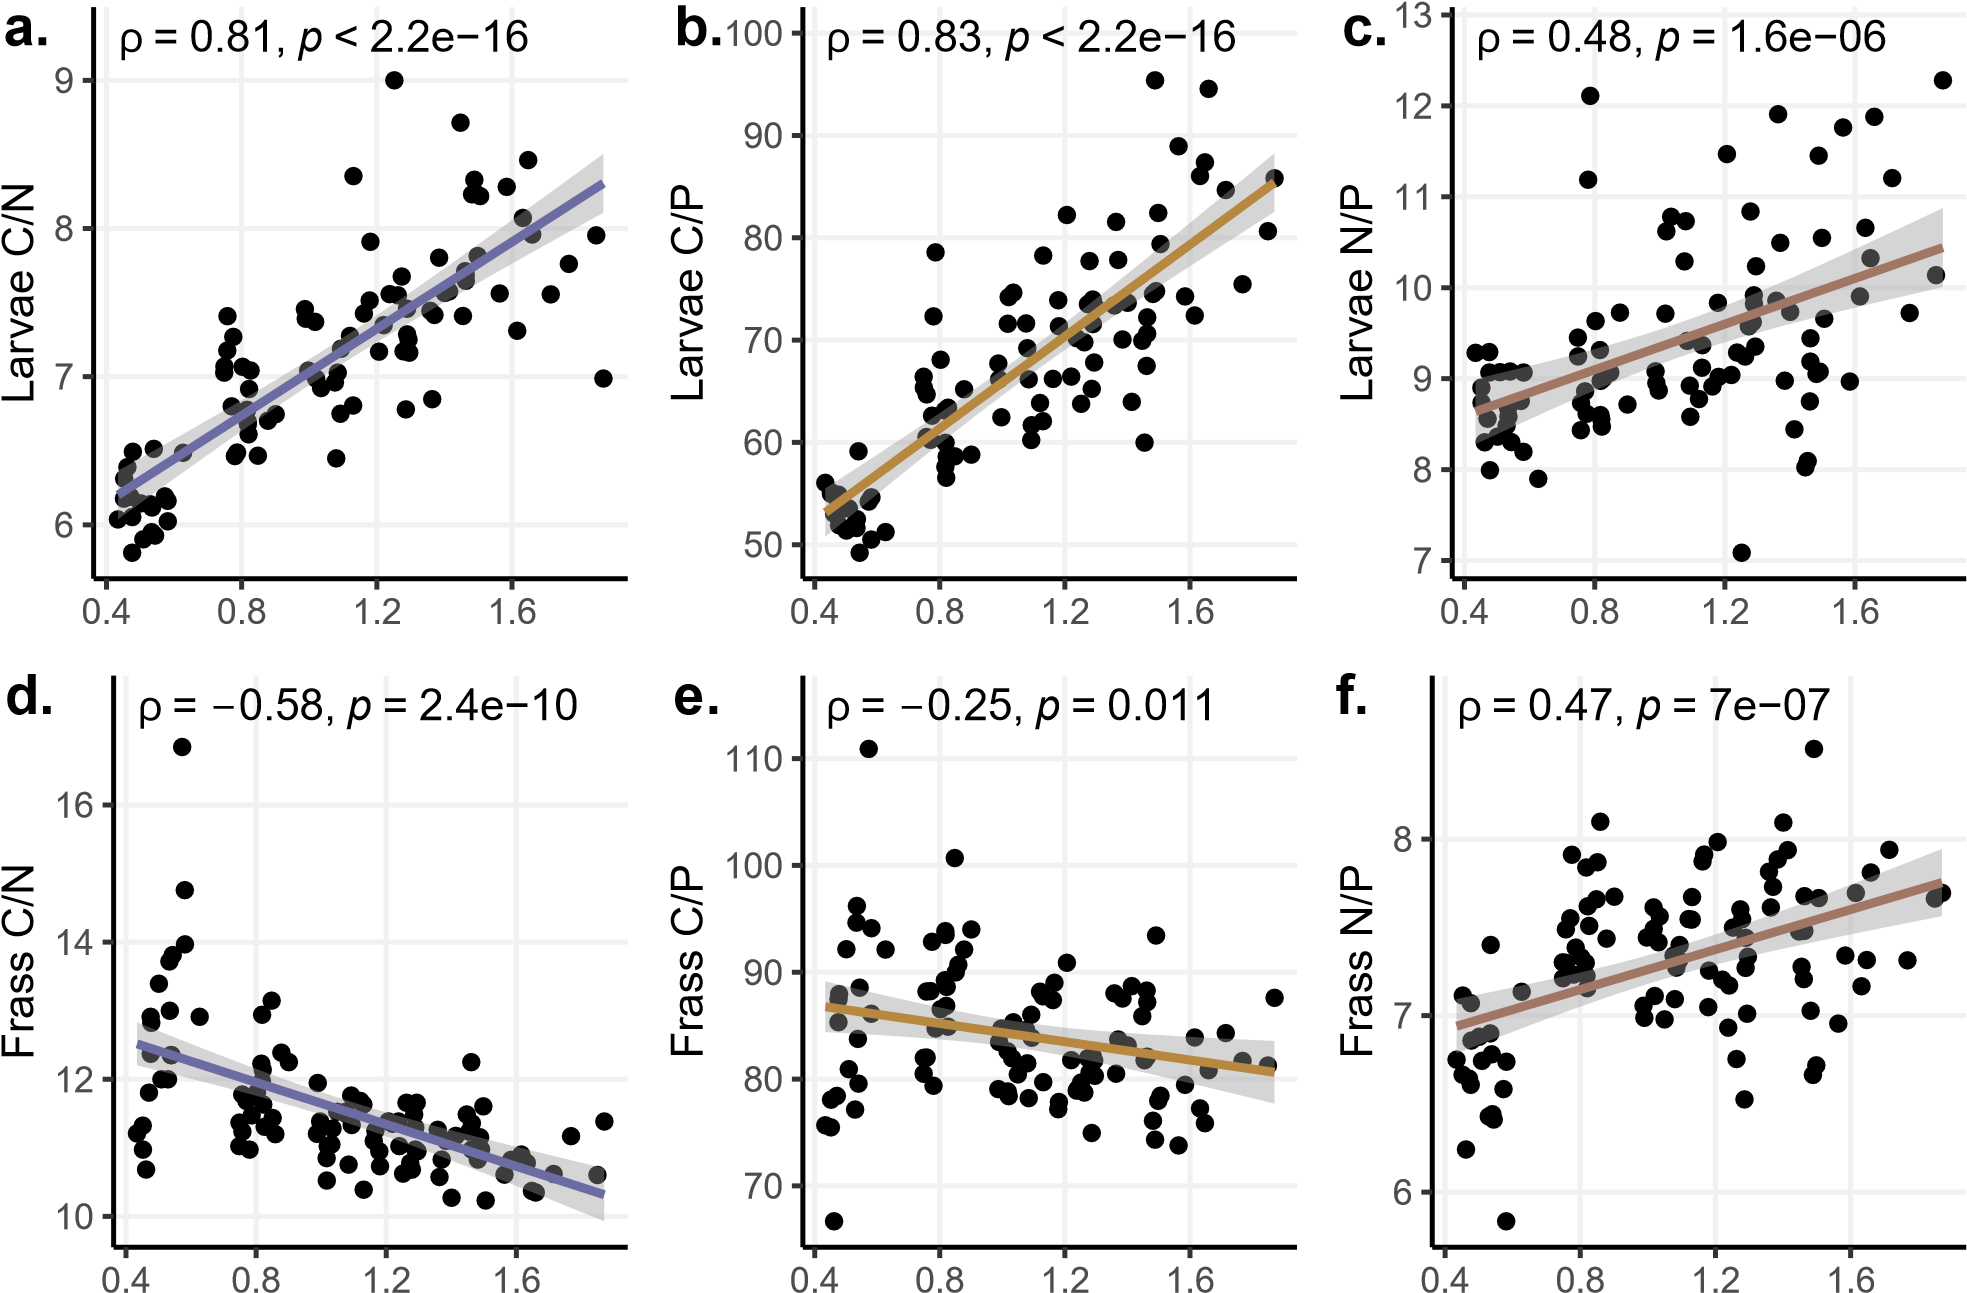 a. ρ = 0.81, p < 2.2e−16
Larvae C/N
9
8
7
6
0.4 0.8 1.2 1.6
b. ρ = 0.83, p < 2.2e−16
Larvae C/P
100
90
80
70
60
50
0.4 0.8 1.2 1.6
c. ρ = 0.48, p = 1.6e−06
Larvae N/P
13
12
11
10
9
8
7
0.4 0.8 1.2 1.6
d. ρ = −0.58, p = 2.4e−10
Frass C/N
16
14
12
10
0.4 0.8 1.2 1.6
e. ρ = −0.25, p = 0.011
Frass C/P
110
100
90
80
70
0.4 0.8 1.2 1.6
f. ρ = 0.47, p = 7e−07
Frass N/P
8
7
6
0.4 0.8 1.2 1.6